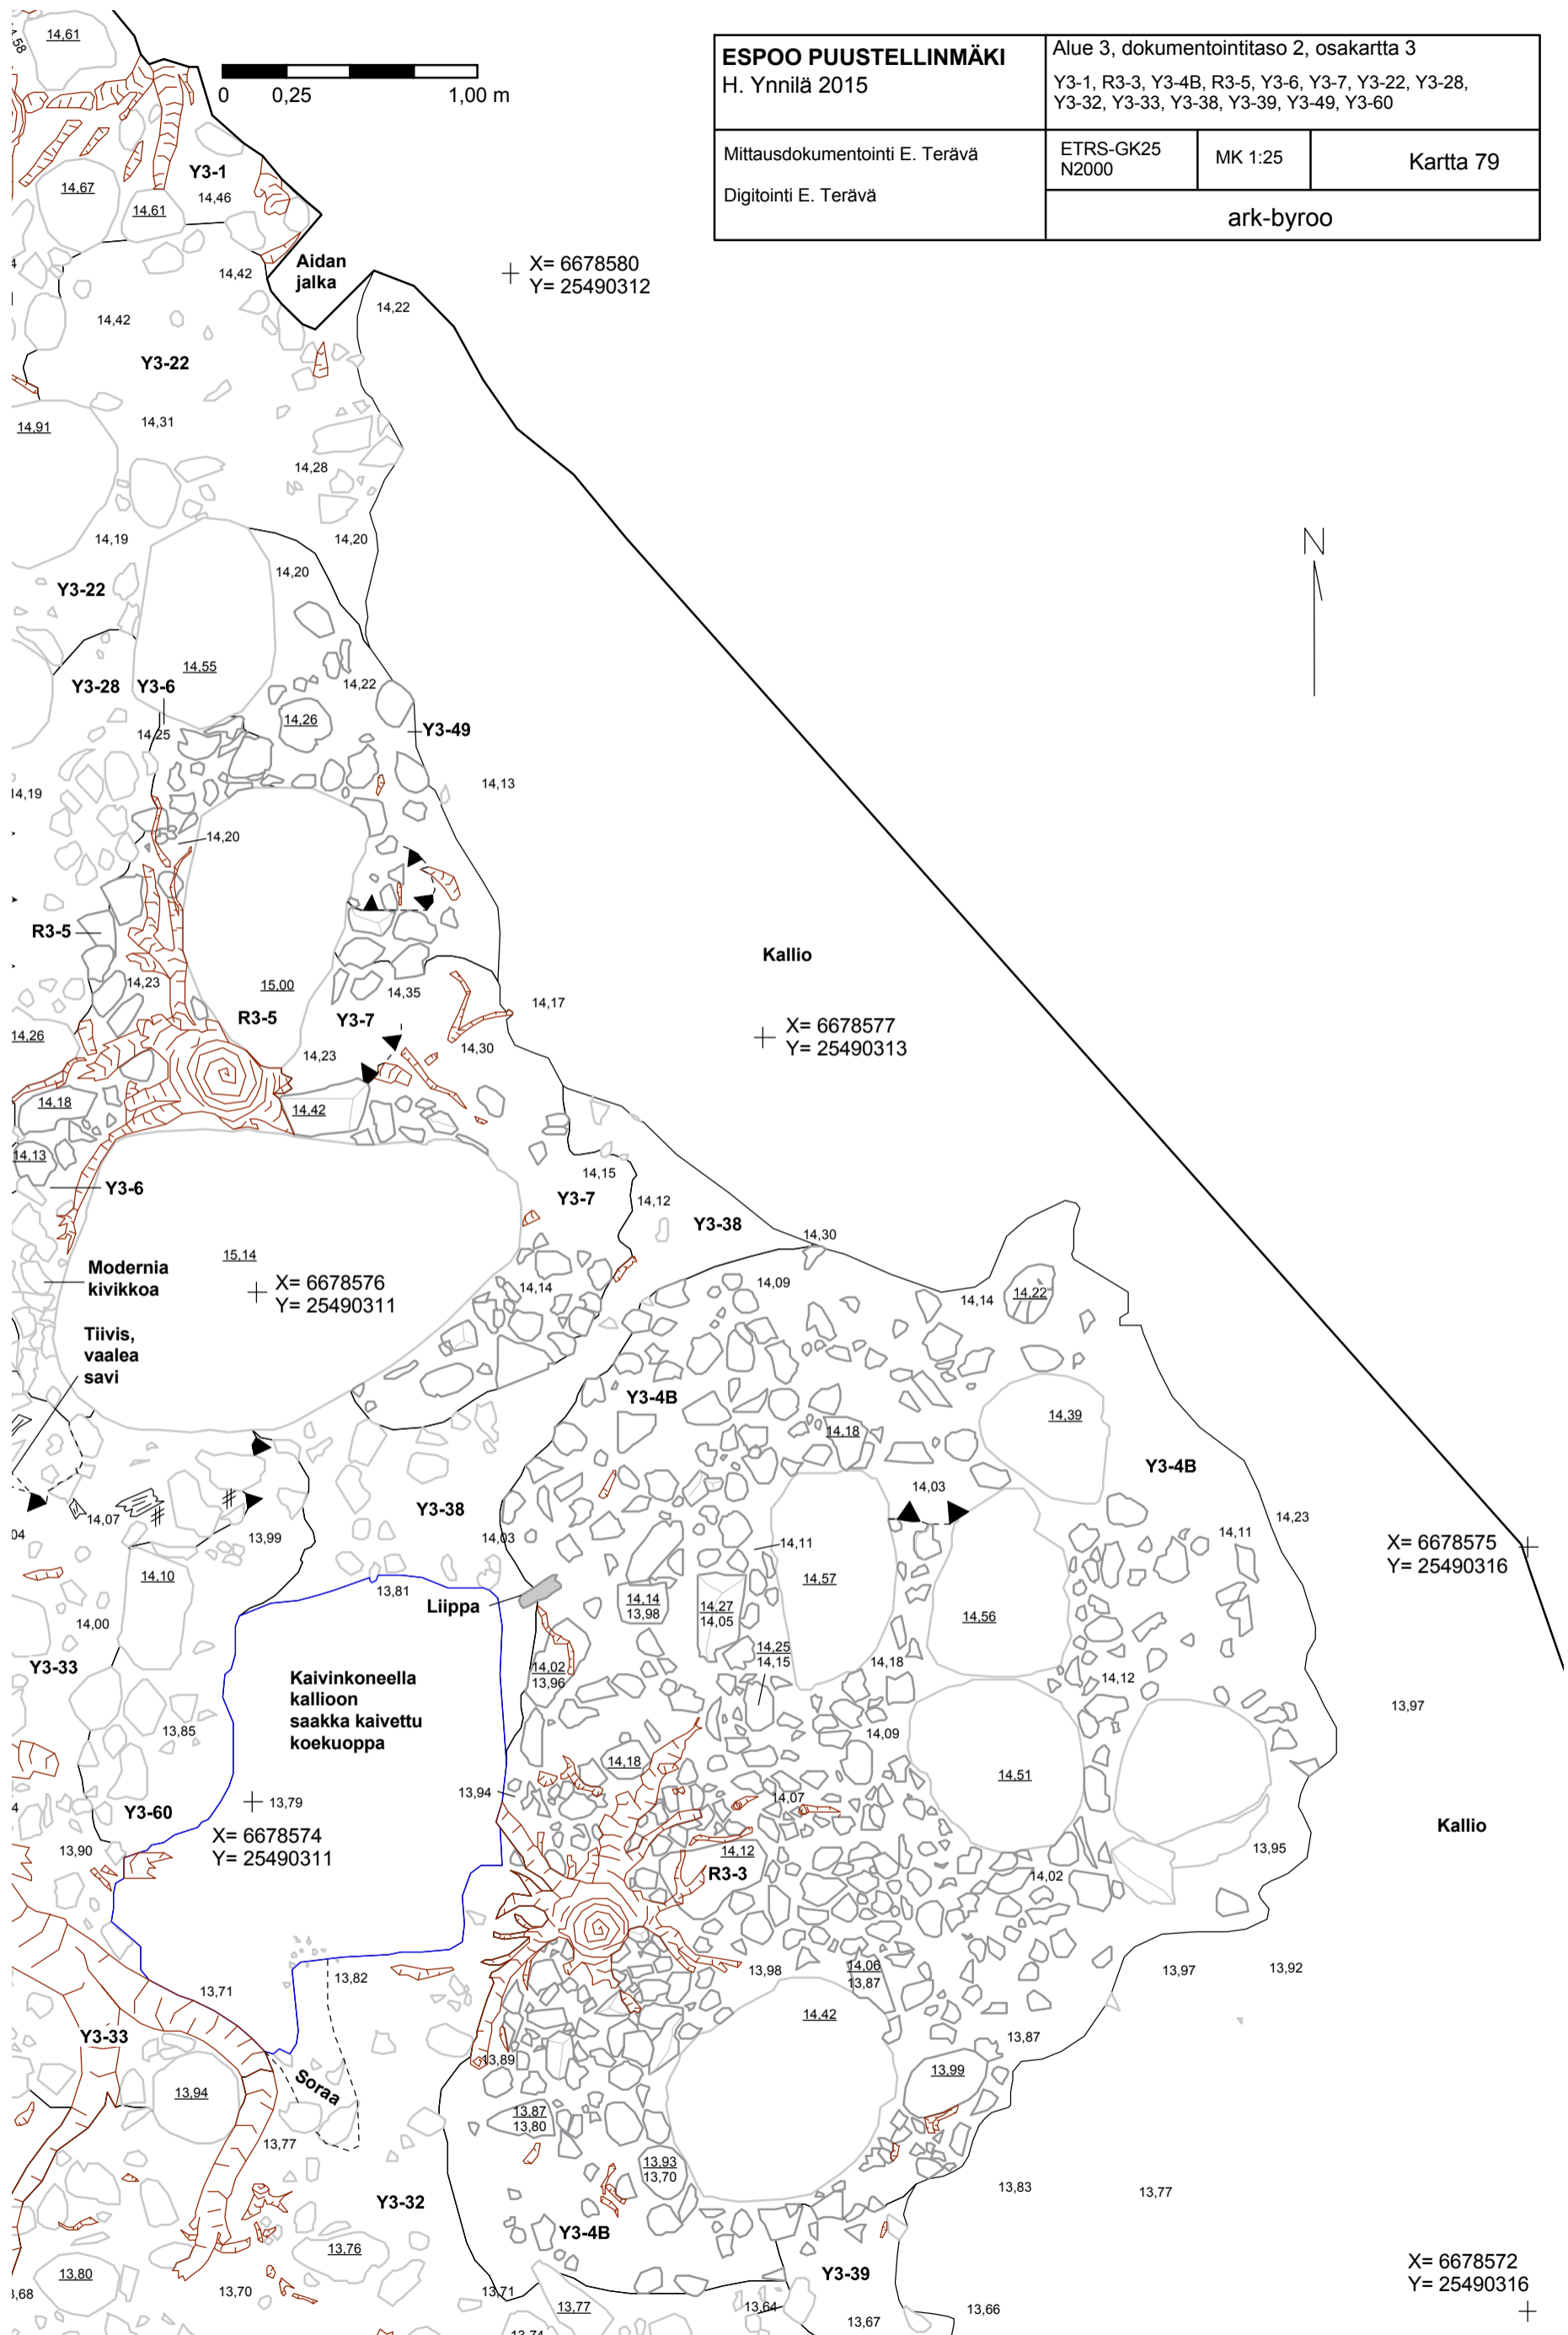 ESPOO PUUSTELLINMÄKI
H. Ynnilä 2015
Alue 3, dokumentointitaso 2, osakartta 3
Y3-1, R3-3, Y3-4B, R3-5, Y3-6, Y3-7, Y3-22, Y3-28,
Y3-32, Y3-33, Y3-38, Y3-39, Y3-49, Y3-60
Mittausdokumentointi E. Terävä
Digitointi E. Terävä
ETRS-GK25
N2000
MK 1:25
Kartta 79
ark-byroo
14,61
0 0,25 1,00 m
Y3-1
14,67
14,61
14,46
Aidan
jalka
14,42
X= 6678580
Y= 25490312
14,22
14,42
Y3-22
14,91
14,31
14,28
N
14,19
14,20
14,20
Y3-22
14,55
Y3-28
Y3-6
14,22
14,26
14,25
Y3-49
14,13
14,19
14,20
R3-5
Kallio
14,23
15,00
14,35
14,17
R3-5
Y3-7
X= 6678577
Y= 25490313
14,26
14,23
14,30
14,18
14,42
14,13
14,15
Y3-6
Y3-7
14,12
Y3-38
14,30
15,14
Modernia
kivikkoa
X= 6678576
Y= 25490311
14,14
14,09
14,14
14,22
Tiivis,
vaalea
savi
Y3-4B
14,39
14,18
Y3-4B
14,03
14,07
13,99
Y3-38
14,03
14,11
14,11
14,23
X= 6678575
Y= 25490316
14,10
13,81
Liippa
14,57
14,14
13,98
14,27
14,05
14,56
14,00
14,25
14,15
14,18
14,12
Y3-33
14,02
13,96
Kaivinkoneella
kallioon
saakka kaivettu
koekuoppa
13,97
13,85
14,09
14,18
14,51
13,94
14,07
Y3-60
13,79
X= 6678574
Y= 25490311
Kallio
13,90
14,12
R3-3
13,95
14,02
13,71
13,82
13,98
14,06
13,87
13,97
13,92
14,42
Y3-33
13,87
13,89
Soraa
13,94
13,99
13,87
13,80
13,77
13,93
13,70
13,83
13,77
Y3-32
Y3-4B
13,76
X= 6678572
Y= 25490316
13,80
13,70
13,71
Y3-39
13,77
13,64
13,67
13,66